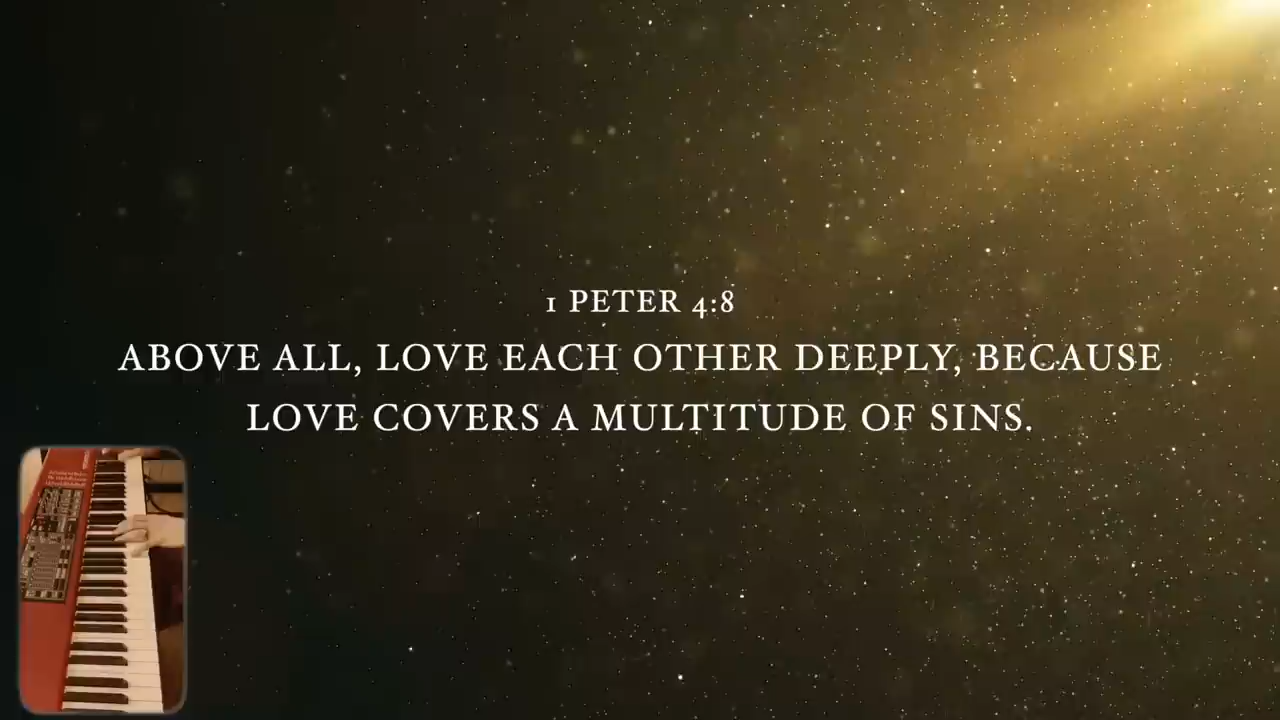 1 PETER 4:8
ABOVE ALL, LOVE EACH OTHER DEEPLY, BECAUSE
LOVE COVERS A MULTITUDE OF SINS.